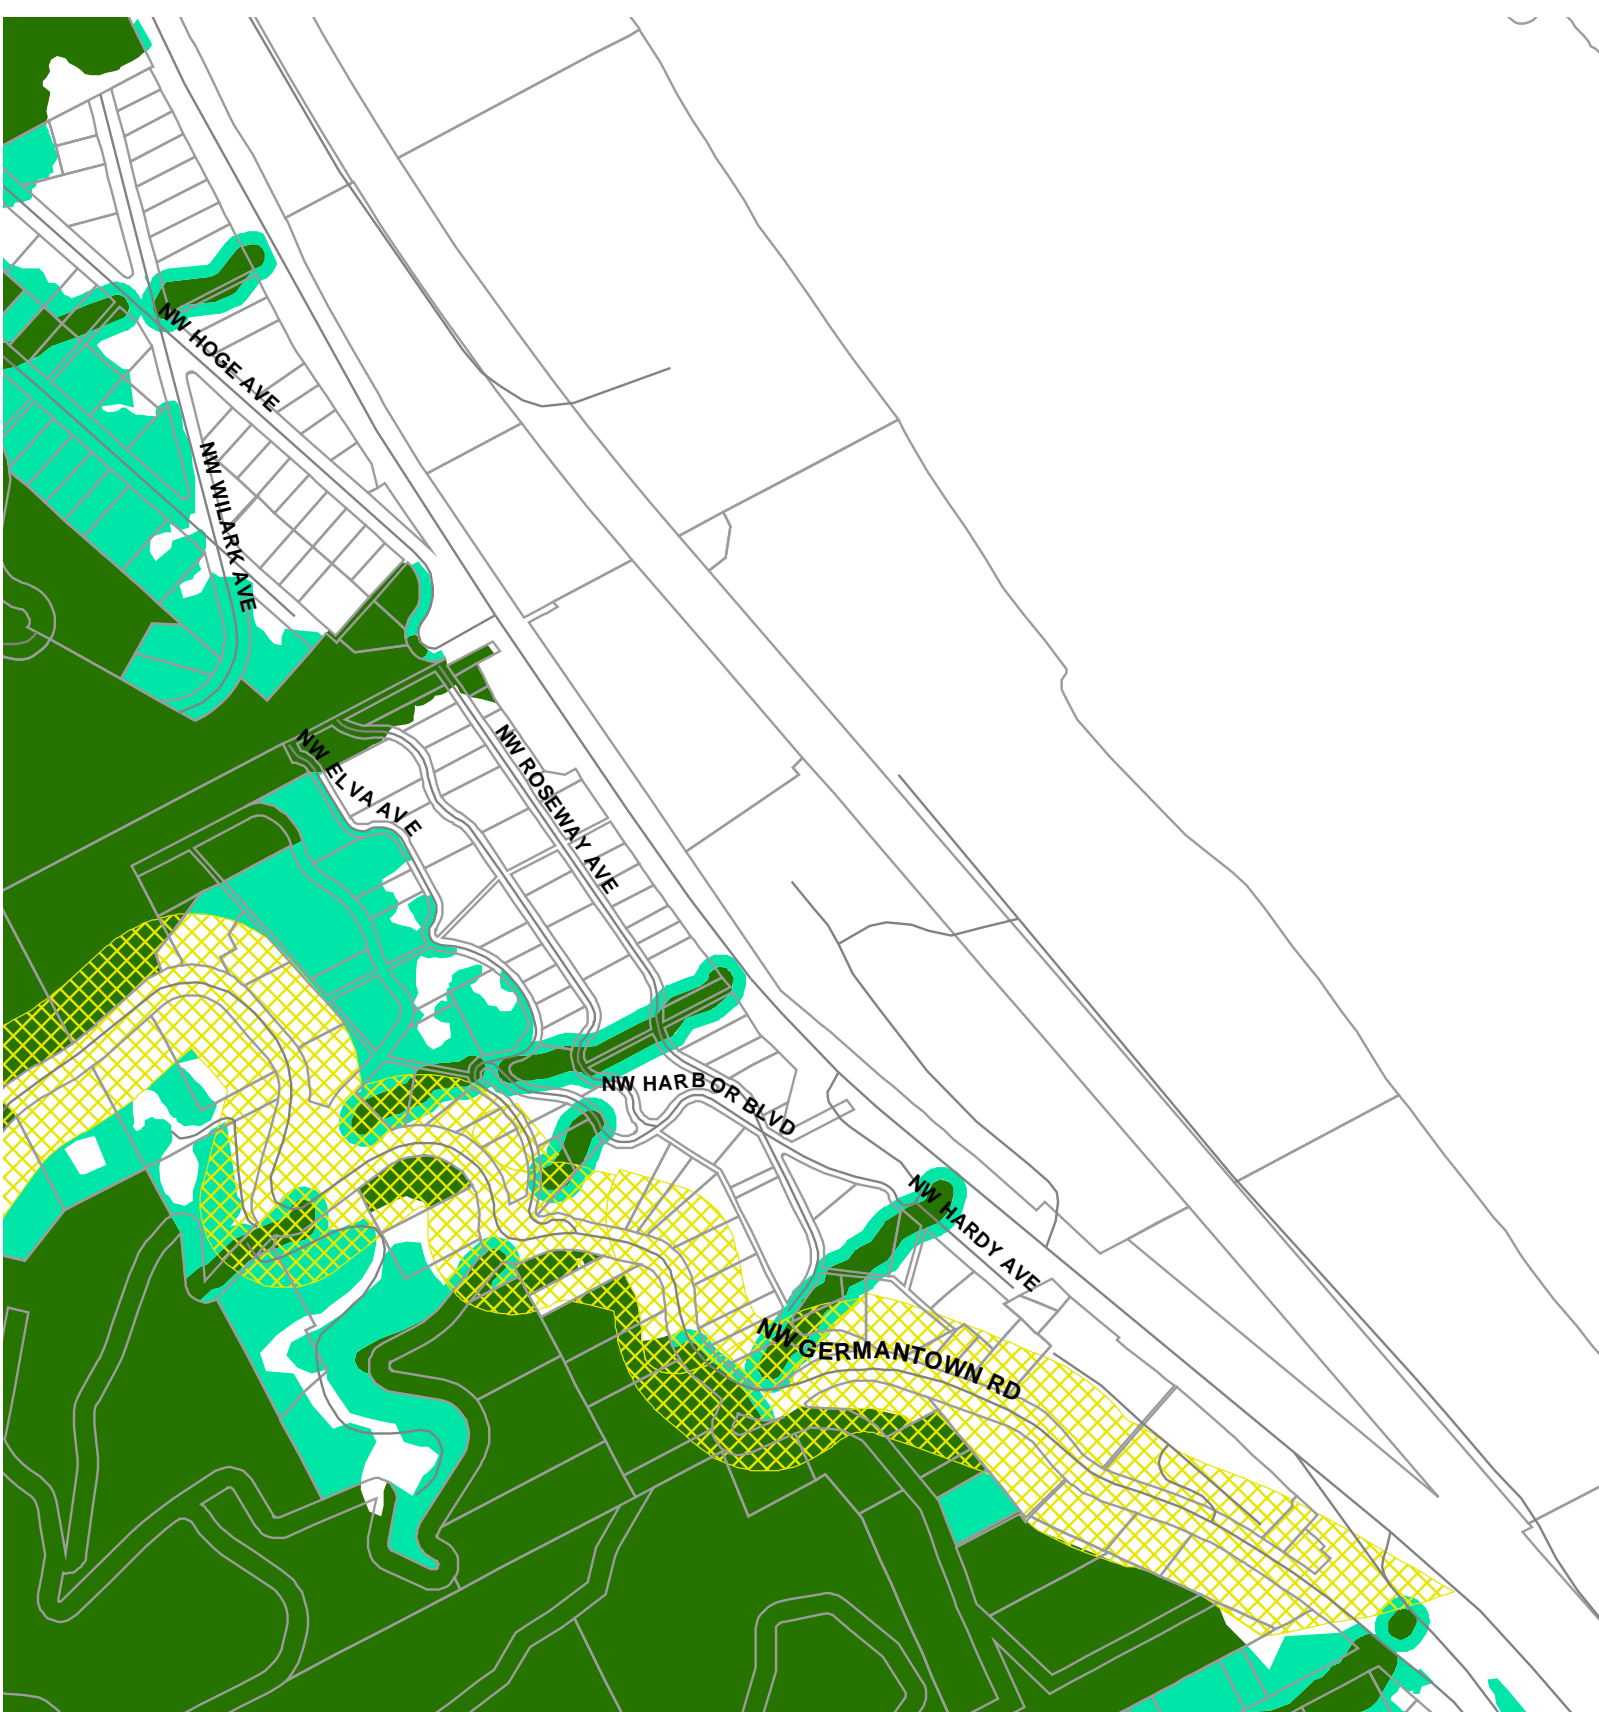 NW HOGE AVE
NW WILARK AVE
NW ELVA AVE
NW ROSEWAY AVE
NW HARBOR BLVD
NW HARDY AVE
NW GERMANTOWN RD